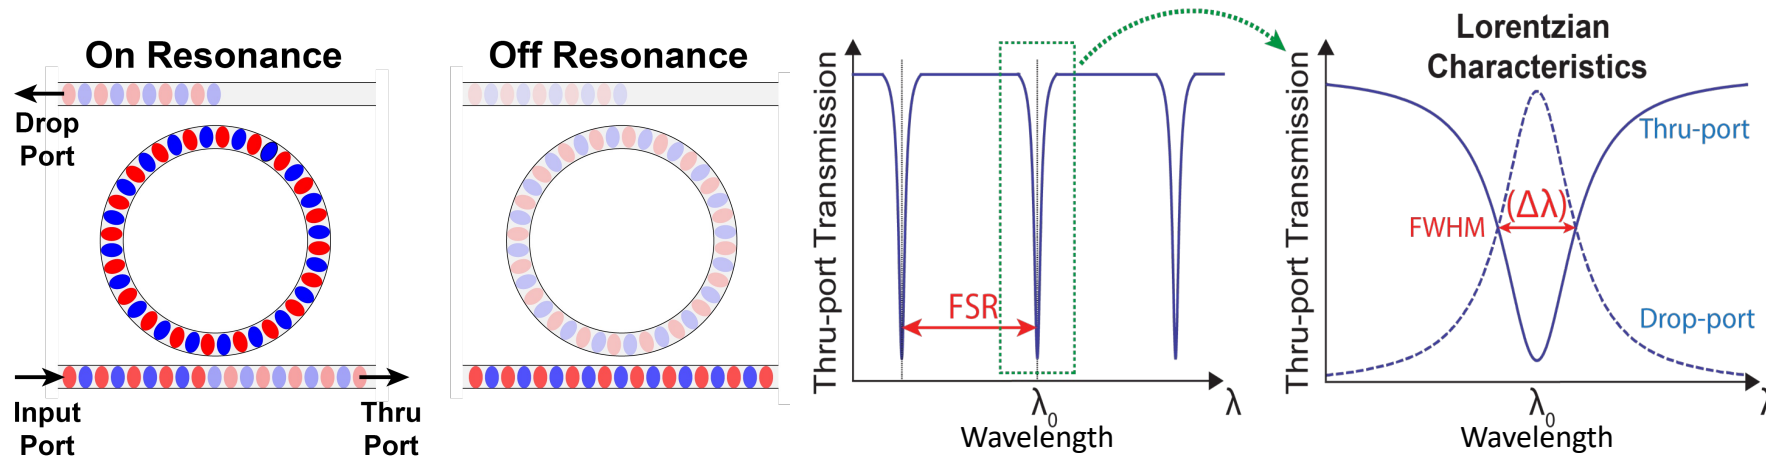 On Resonance
Drop
Port
Input
Port
Thru
Port
Off Resonance
Thru-port Transmission
FSR
λ0
λ
Wavelength
Thru-port Transmission
Lorentzian
Characteristics
Thru-port
(Δλ)
FWHM
Drop-port
λ0
λ
Wavelength